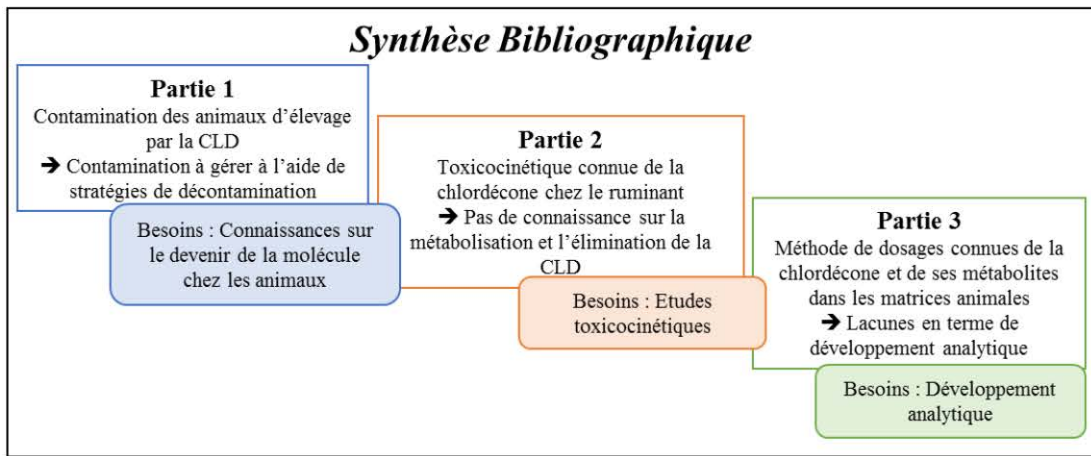 Synthèse Bibliographique
Partie 1
Contamination des animaux d'élevage
par la CLD
➔ Contamination à gérer à l'aide de
stratégies de décontamination
Besoins : Connaissances sur
le devenir de la molécule
chez les animaux
Partie 2
Toxicocinétique connue de la
chlordécone chez le ruminant
➔ Pas de connaissance sur la
métabolisation et l'élimination de la
CLD
Besoins : Etudes
toxicocinétiques
Partie 3
Méthode de dosages connues de la
chlordécone et de ses métabolites
dans les matrices animales
➔ Lacunes en terme de
développement analytique
Besoins : Développement
analytique